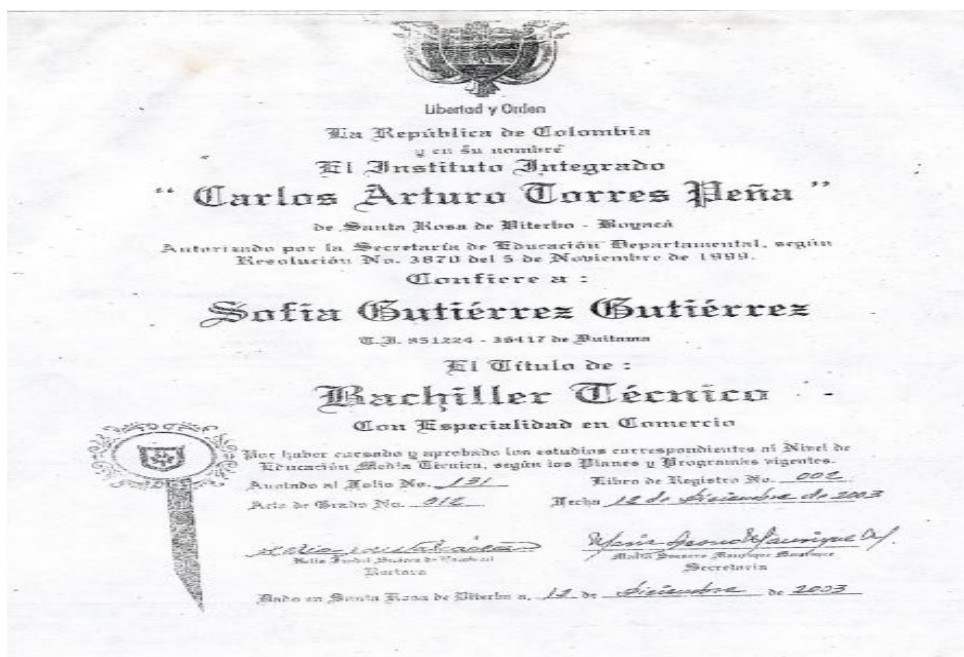 Libertad y Orden
La República de Colombia
y en su nombre
El Instituto Integrado
“ Carlos Arturo Torres Peña ”
de Santa Rosa de Viterbo - Boyacá
Autorizado por la Secretaría de Educación Departamental, según
Resolución No. 3870 del 5 de Noviembre de 1999.
Confiere a :
Sofía Gutiérrez Gutiérrez
T.I. 851224 - 38417 de Duitama
El Título de :
Bachiller Técnico
Con Especialidad en Comercio
Por haber cursado y aprobado los estudios correspondientes al Nivel de
Educación Media Técnica, según los Planes y Programas vigentes.
Anotado al Folio No. 131 Libro de Registro No. 002
Acta de Grado No. 012 Fecha 12 de Diciembre de 2003
Rectora
Secretaria
Dado en Santa Rosa de Viterbo a, 12 de diciembre de 2003